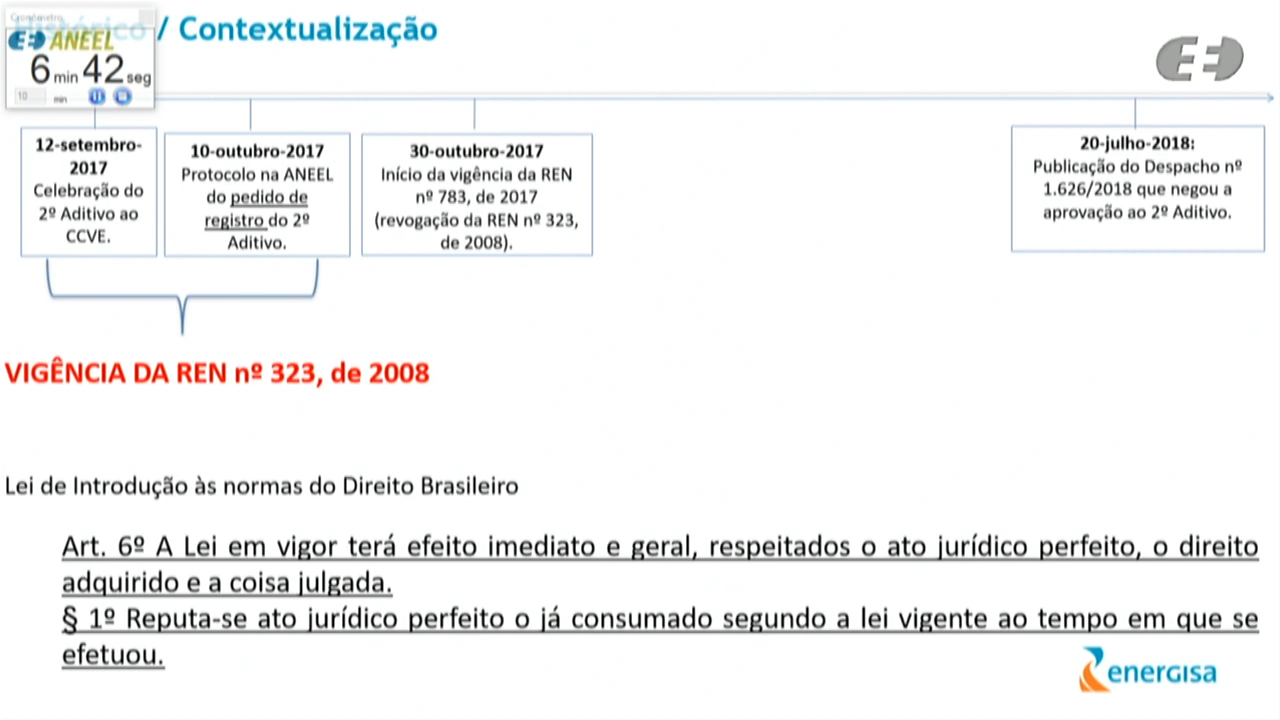 Cronômetro
Histórico / Contextualização
ANEEL
6 min 42 seg
10 min
12-setembro-
2017
Celebração do
2º Aditivo ao
CCVE.
10-outubro-2017
Protocolo na ANEEL
do pedido de
registro do 2º
Aditivo.
30-outubro-2017
Início da vigência da REN
nº 783, de 2017
(revogação da REN nº 323,
de 2008).
20-julho-2018:
Publicação do Despacho nº
1.626/2018 que negou a
aprovação ao 2º Aditivo.
VIGÊNCIA DA REN nº 323, de 2008
Lei de Introdução às normas do Direito Brasileiro
Art. 6º A Lei em vigor terá efeito imediato e geral, respeitados o ato jurídico perfeito, o direito
adquirido e a coisa julgada.
§ 1º Reputa-se ato jurídico perfeito o já consumado segundo a lei vigente ao tempo em que se
efetuou.
energisa